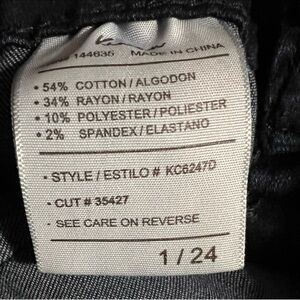 144635 MADE IN CHINA
• 54% COTTON / ALGODON
• 34% RAYON / RAYON
• 10% POLYESTER / POLIESTER
• 2% SPANDEX / ELASTANO
• STYLE / ESTILO # KC6247D
• CUT # 35427
• SEE CARE ON REVERSE
1 / 24